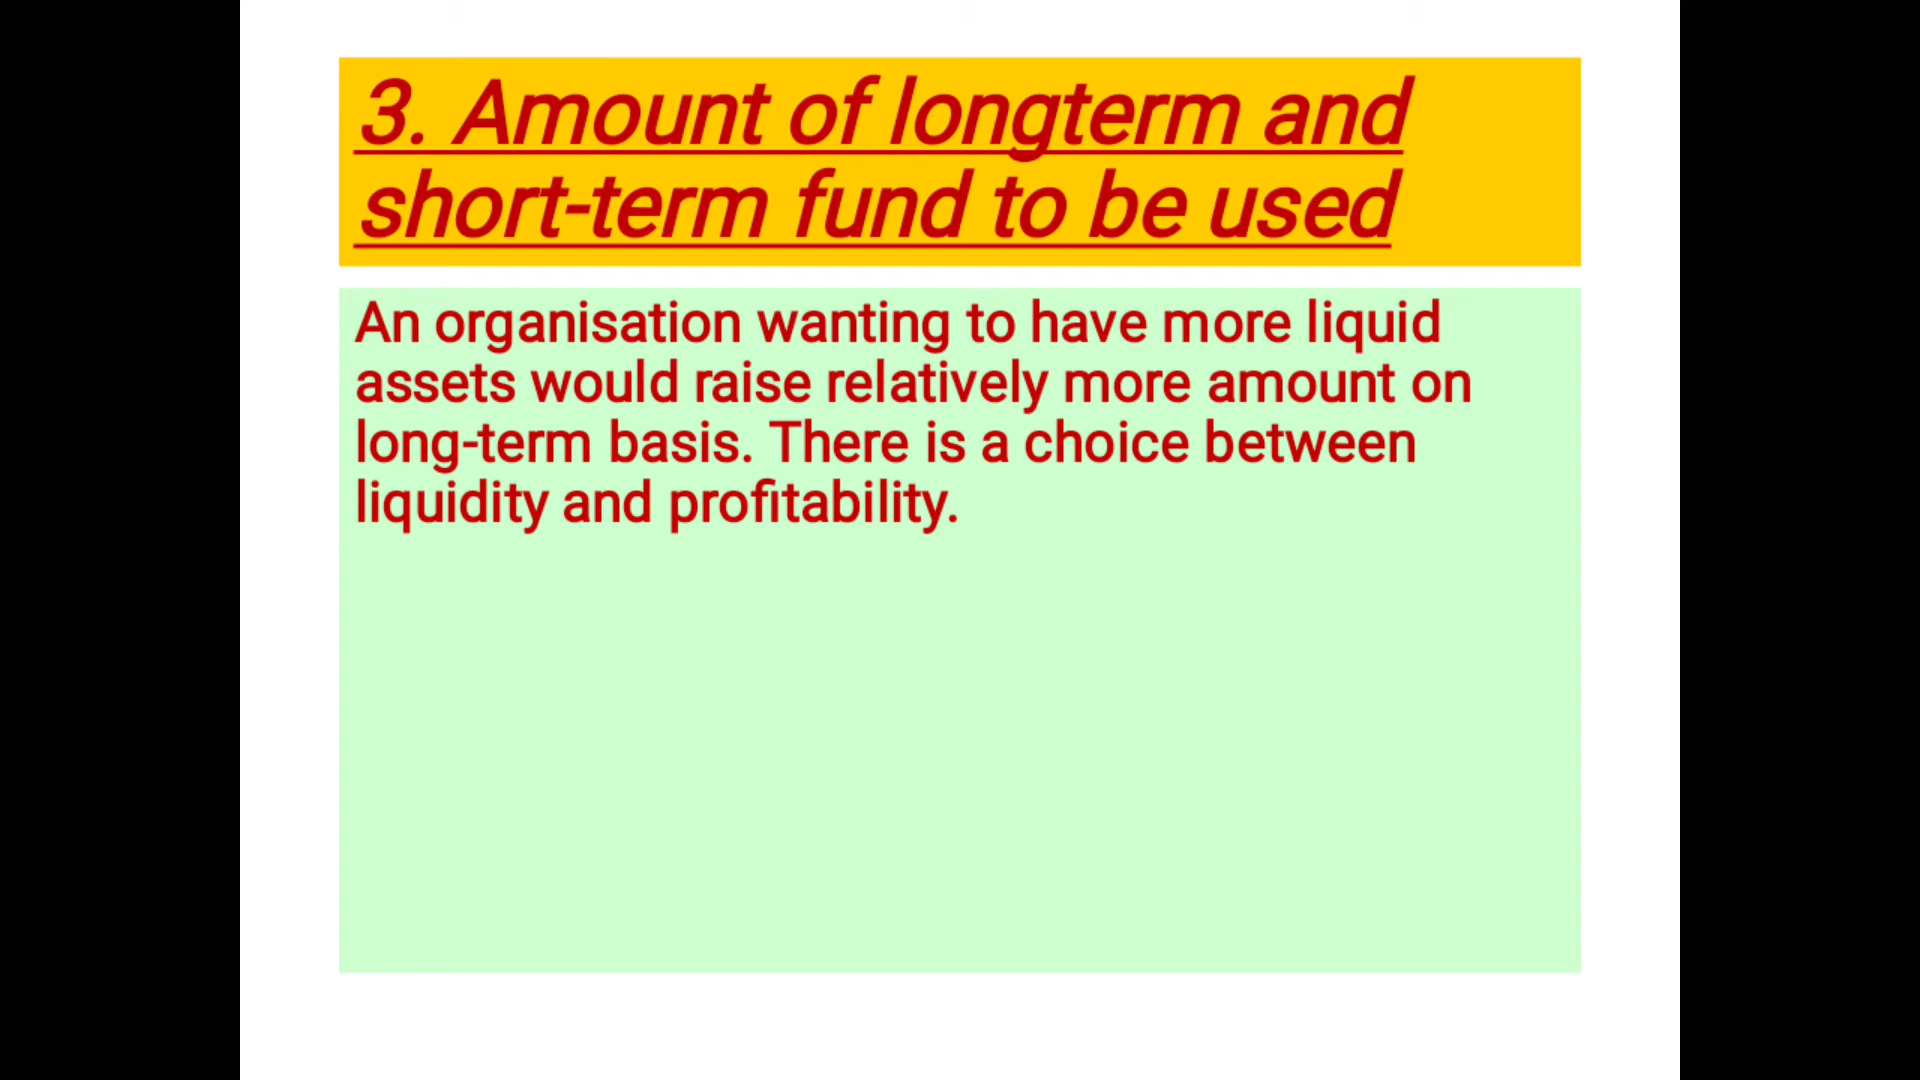 3. Amount of longterm and
short-term fund to be used
An organisation wanting to have more liquid
assets would raise relatively more amount on
long-term basis. There is a choice between
liquidity and profitability.